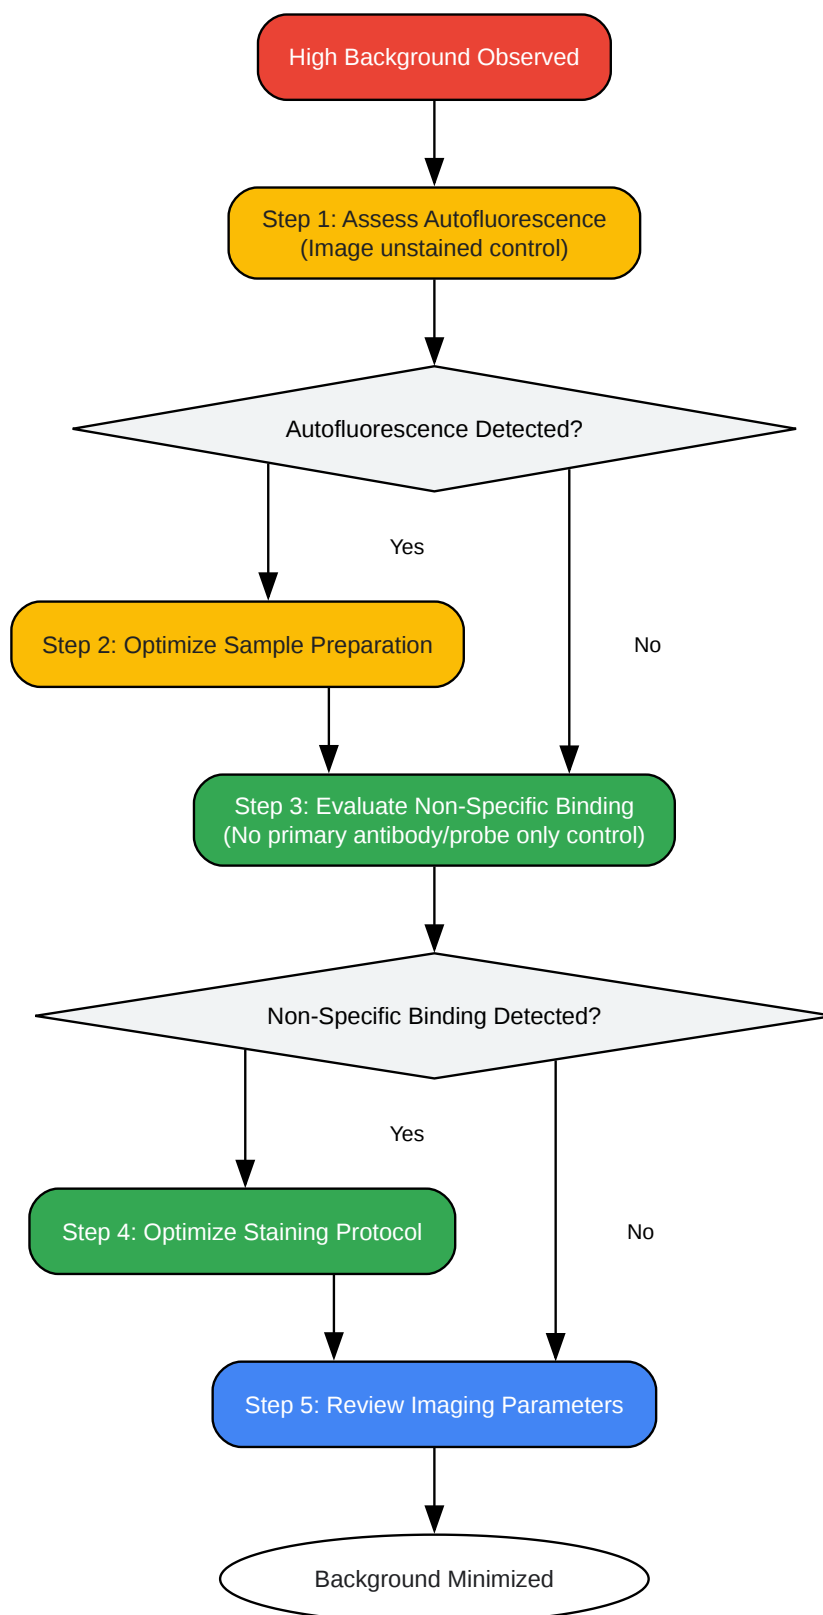 High Background Observed
Step 1: Assess Autofluorescence
(Image unstained control)
Autofluorescence Detected?
Yes
Step 2: Optimize Sample Preparation
No
Step 3: Evaluate Non-Specific Binding
(No primary antibody/probe only control)
Non-Specific Binding Detected?
Yes
Step 4: Optimize Staining Protocol
No
Step 5: Review Imaging Parameters
Background Minimized